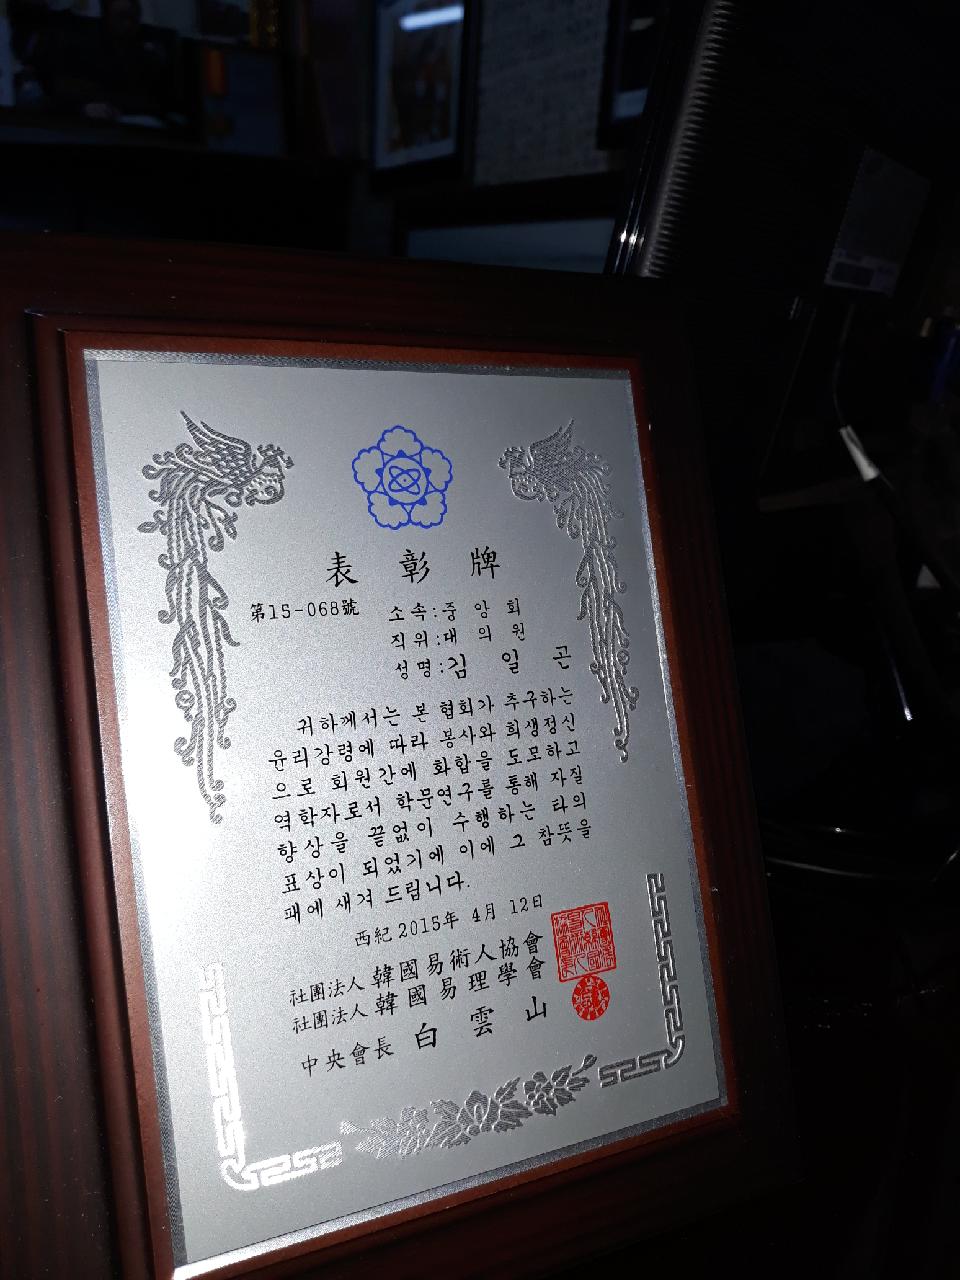 表 彰 牌
第15-068號
소속:중 앙 회
직위:대 의 원
성명:김 일 곤
귀하께서는 본 협회가 추구하는
윤리강령에 따라 봉사와 희생정신
으로 회원간에 화합을 도모하고
역학자로서 학문연구를 통해 자질
향상을 끝없이 수행하는 타의
표상이 되었기에 이에 그 참뜻을
패에 새겨 드립니다.
西紀 2015年 4月 12日
社團法人 韓國易術人協會
社團法人 韓國易理學會
中央會長 白 雲 山